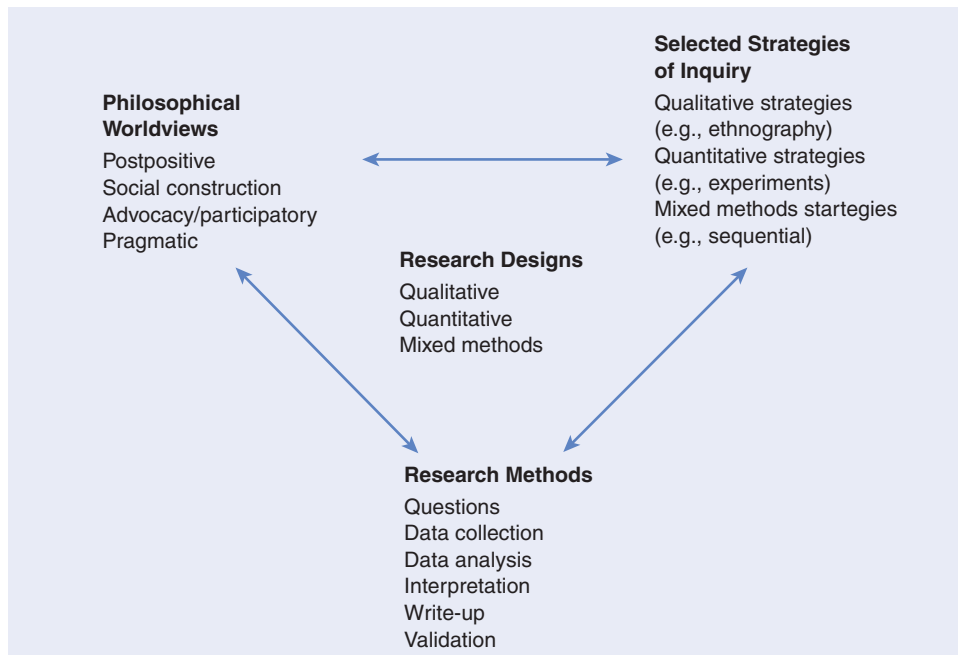 Philosophical
Worldviews
Postpositive
Social construction
Advocacy/participatory
Pragmatic
Selected Strategies
of Inquiry
Qualitative strategies
(e.g., ethnography)
Quantitative strategies
(e.g., experiments)
Mixed methods startegies
(e.g., sequential)
Research Designs
Qualitative
Quantitative
Mixed methods
Research Methods
Questions
Data collection
Data analysis
Interpretation
Write-up
Validation